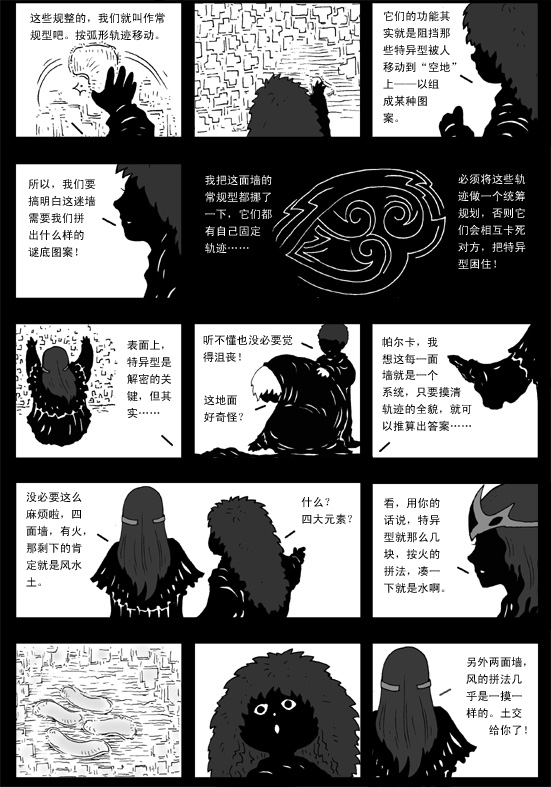 这些规整的，我们就叫作常
规型吧。按弧形轨迹移动。
它们的功能其
实就是阻挡那
些特异型被人
移动到“空地”
上——以组
成某种图
案。
所以，我们要
搞明白这迷墙
需要我们拼
出什么样的
谜底图案！
我把这面墙的
常规型都挪了
一下，它们都
有自己固定
轨迹……
必须将这些轨
迹做一个统筹
规划，否则它
们会相互卡死
对方，把特异
型困住！
表面上，
特异型是
解密的关
键，但其
实……
听不懂也没必要觉
得沮丧！
这地面
好奇怪？
帕尔卡，我
想这每一面
墙就是一个
系统，只要摸清
轨迹的全貌，就可
以推算出答案……
没必要这么
麻烦啦，四
面墙，有火，
那剩下的肯
定就是风水
土。
什么？
四大元素？
看，用你的
话说，特异
型就那么几
块，按火的
拼法，凑一
下就是水啊。
另外两面墙，
风的拼法几
乎是一摸一
样的。土交
给你了！